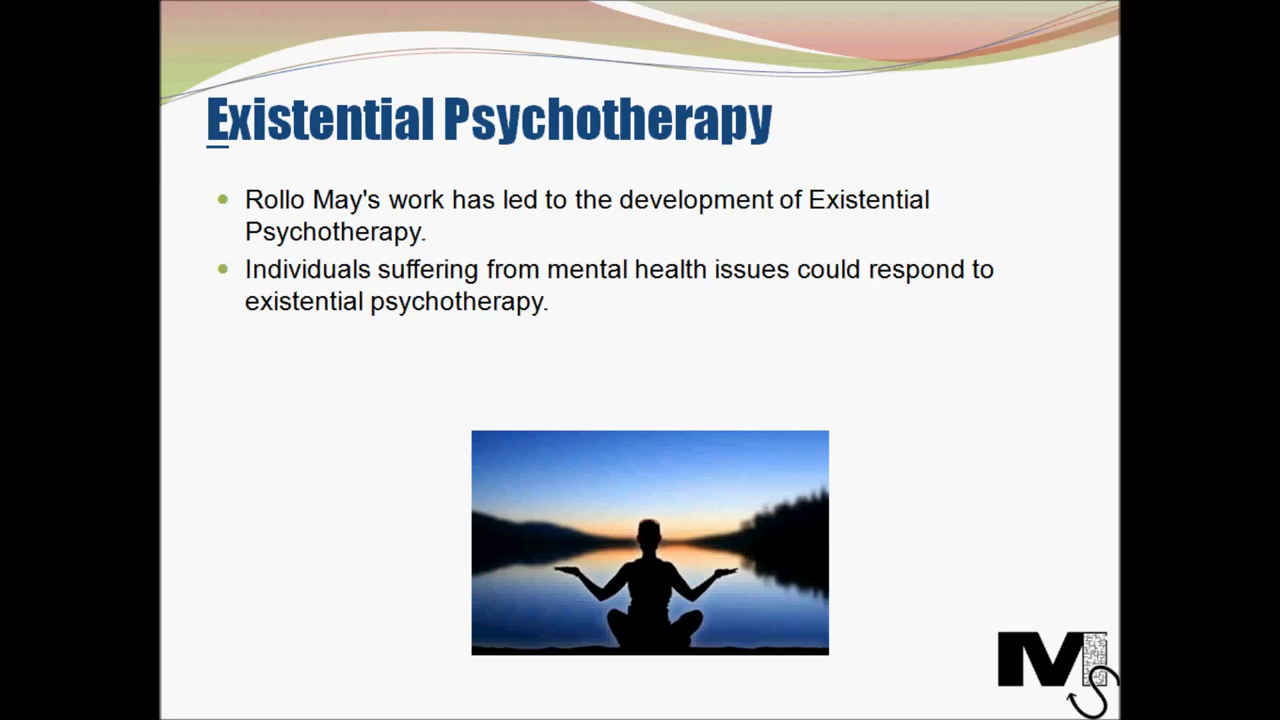 Existential Psychotherapy
Rollo May's work has led to the development of Existential
Psychotherapy.
Individuals suffering from mental health issues could respond to
existential psychotherapy.
MS